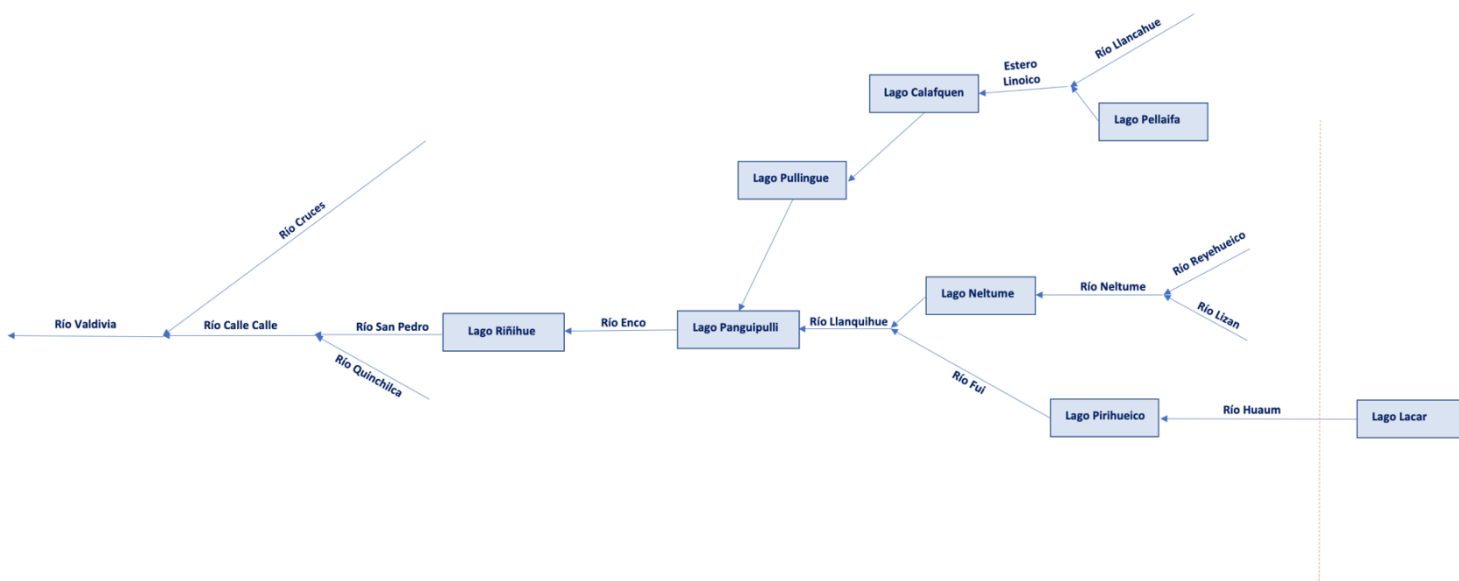 Río Llancahue
Estero
Linoico
Lago Calafquen
Lago Pellaifa
Lago Pullingue
Río Cruces
Río Reyehueico
Lago Neltume
Río Neltume
Río Lizan
Río Valdivia
Río Calle Calle
Río San Pedro
Lago Riñihue
Río Enco
Lago Panguipulli
Río Llanquihue
Río Quinchilca
Río Fui
Lago Pirihueico
Río Huaum
Lago Lacar